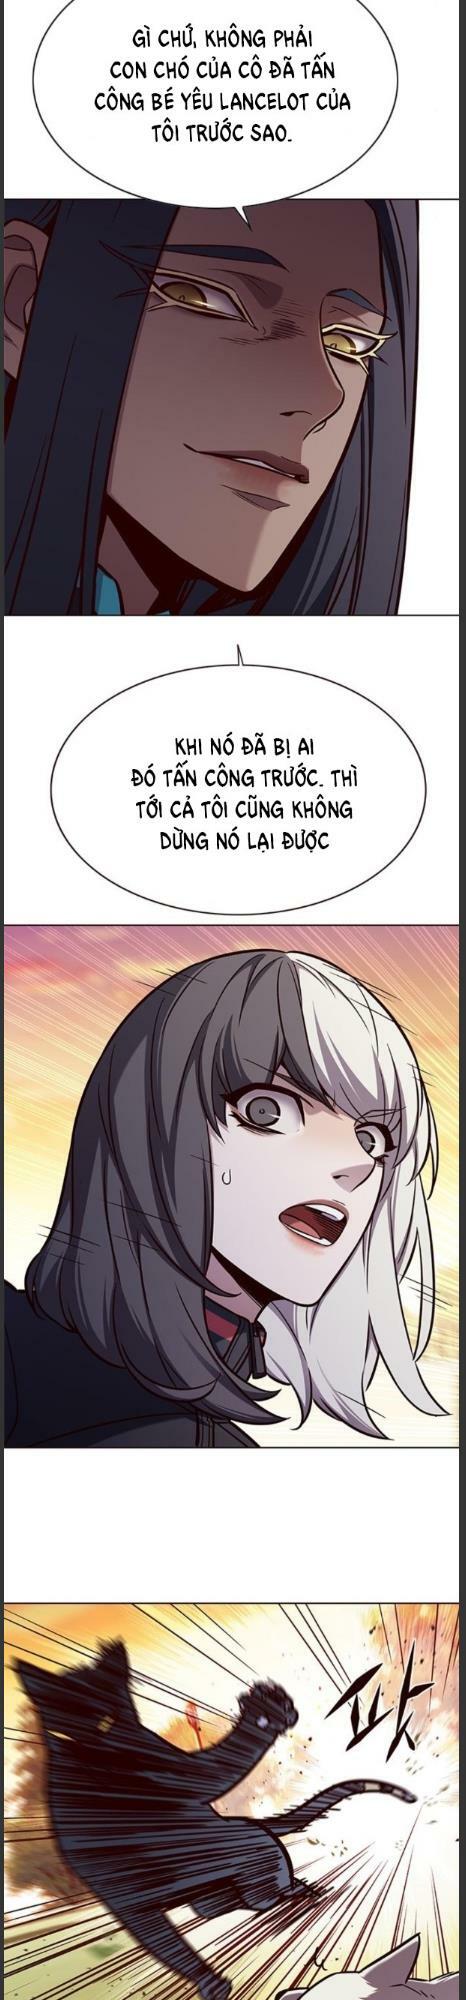 GÌ CHỨ, KHÔNG PHẢI
CON CHÓ CỦA CÔ ĐÃ TẤN
CÔNG BÉ YÊU LANCELOT CỦA
TÔI TRƯỚC SAO.
KHI NÓ ĐÃ BỊ AI
ĐÓ TẤN CÔNG TRƯỚC. THÌ
TỚI CẢ TÔI CŨNG KHÔNG
DỪNG NÓ LẠI ĐƯỢC